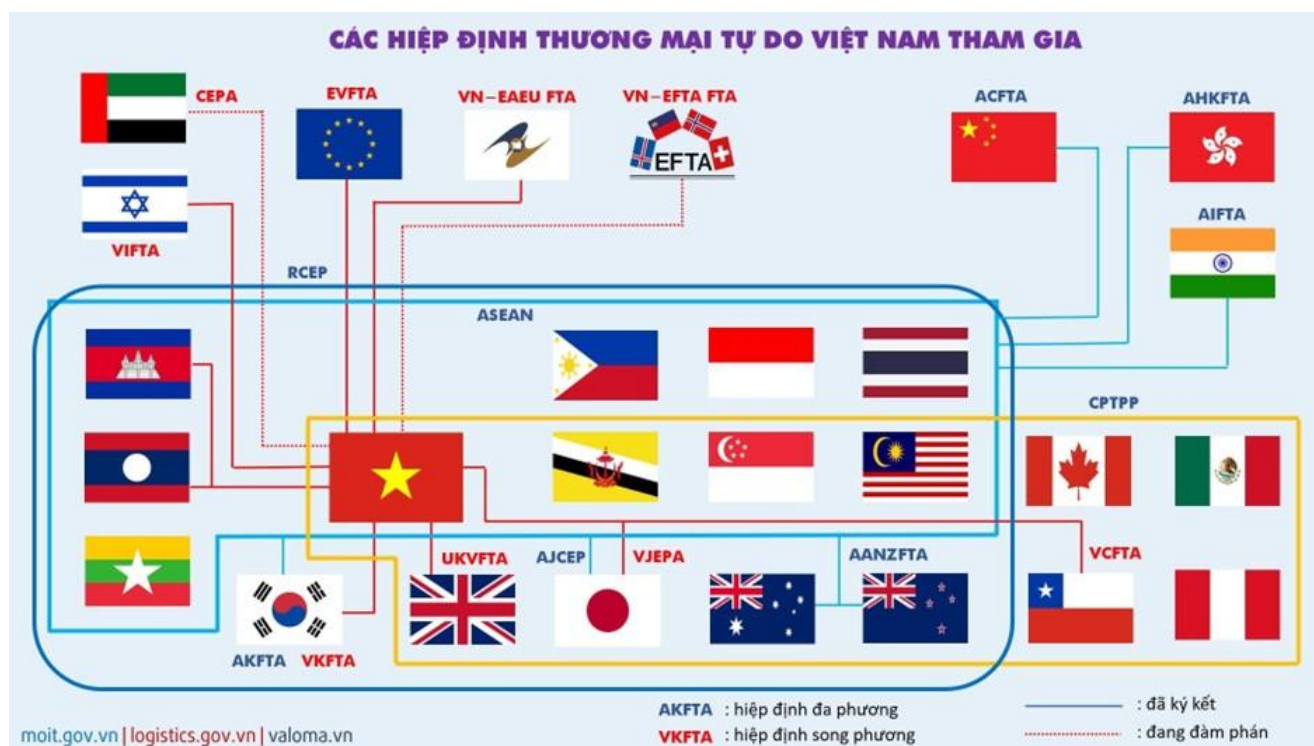 CÁC HIỆP ĐỊNH THƯƠNG MẠI TỰ DO VIỆT NAM THAM GIA
CEPA
EVFTA
VN-EAEU FTA
VN-EFTA FTA
ACFTA
AHKFTA
EFTA
VIFTA
AIFTA
RCEP
ASEAN
CPTPP
UKVFTA
AJCEP
VJEPA
AANZFTA
VCFTA
AKFTA VKFTA
AKFTA : hiệp định đa phương
: đã ký kết
moit.gov.vn | logistics.gov.vn | valoma.vn
VKFTA : hiệp định song phương
: đang đàm phán